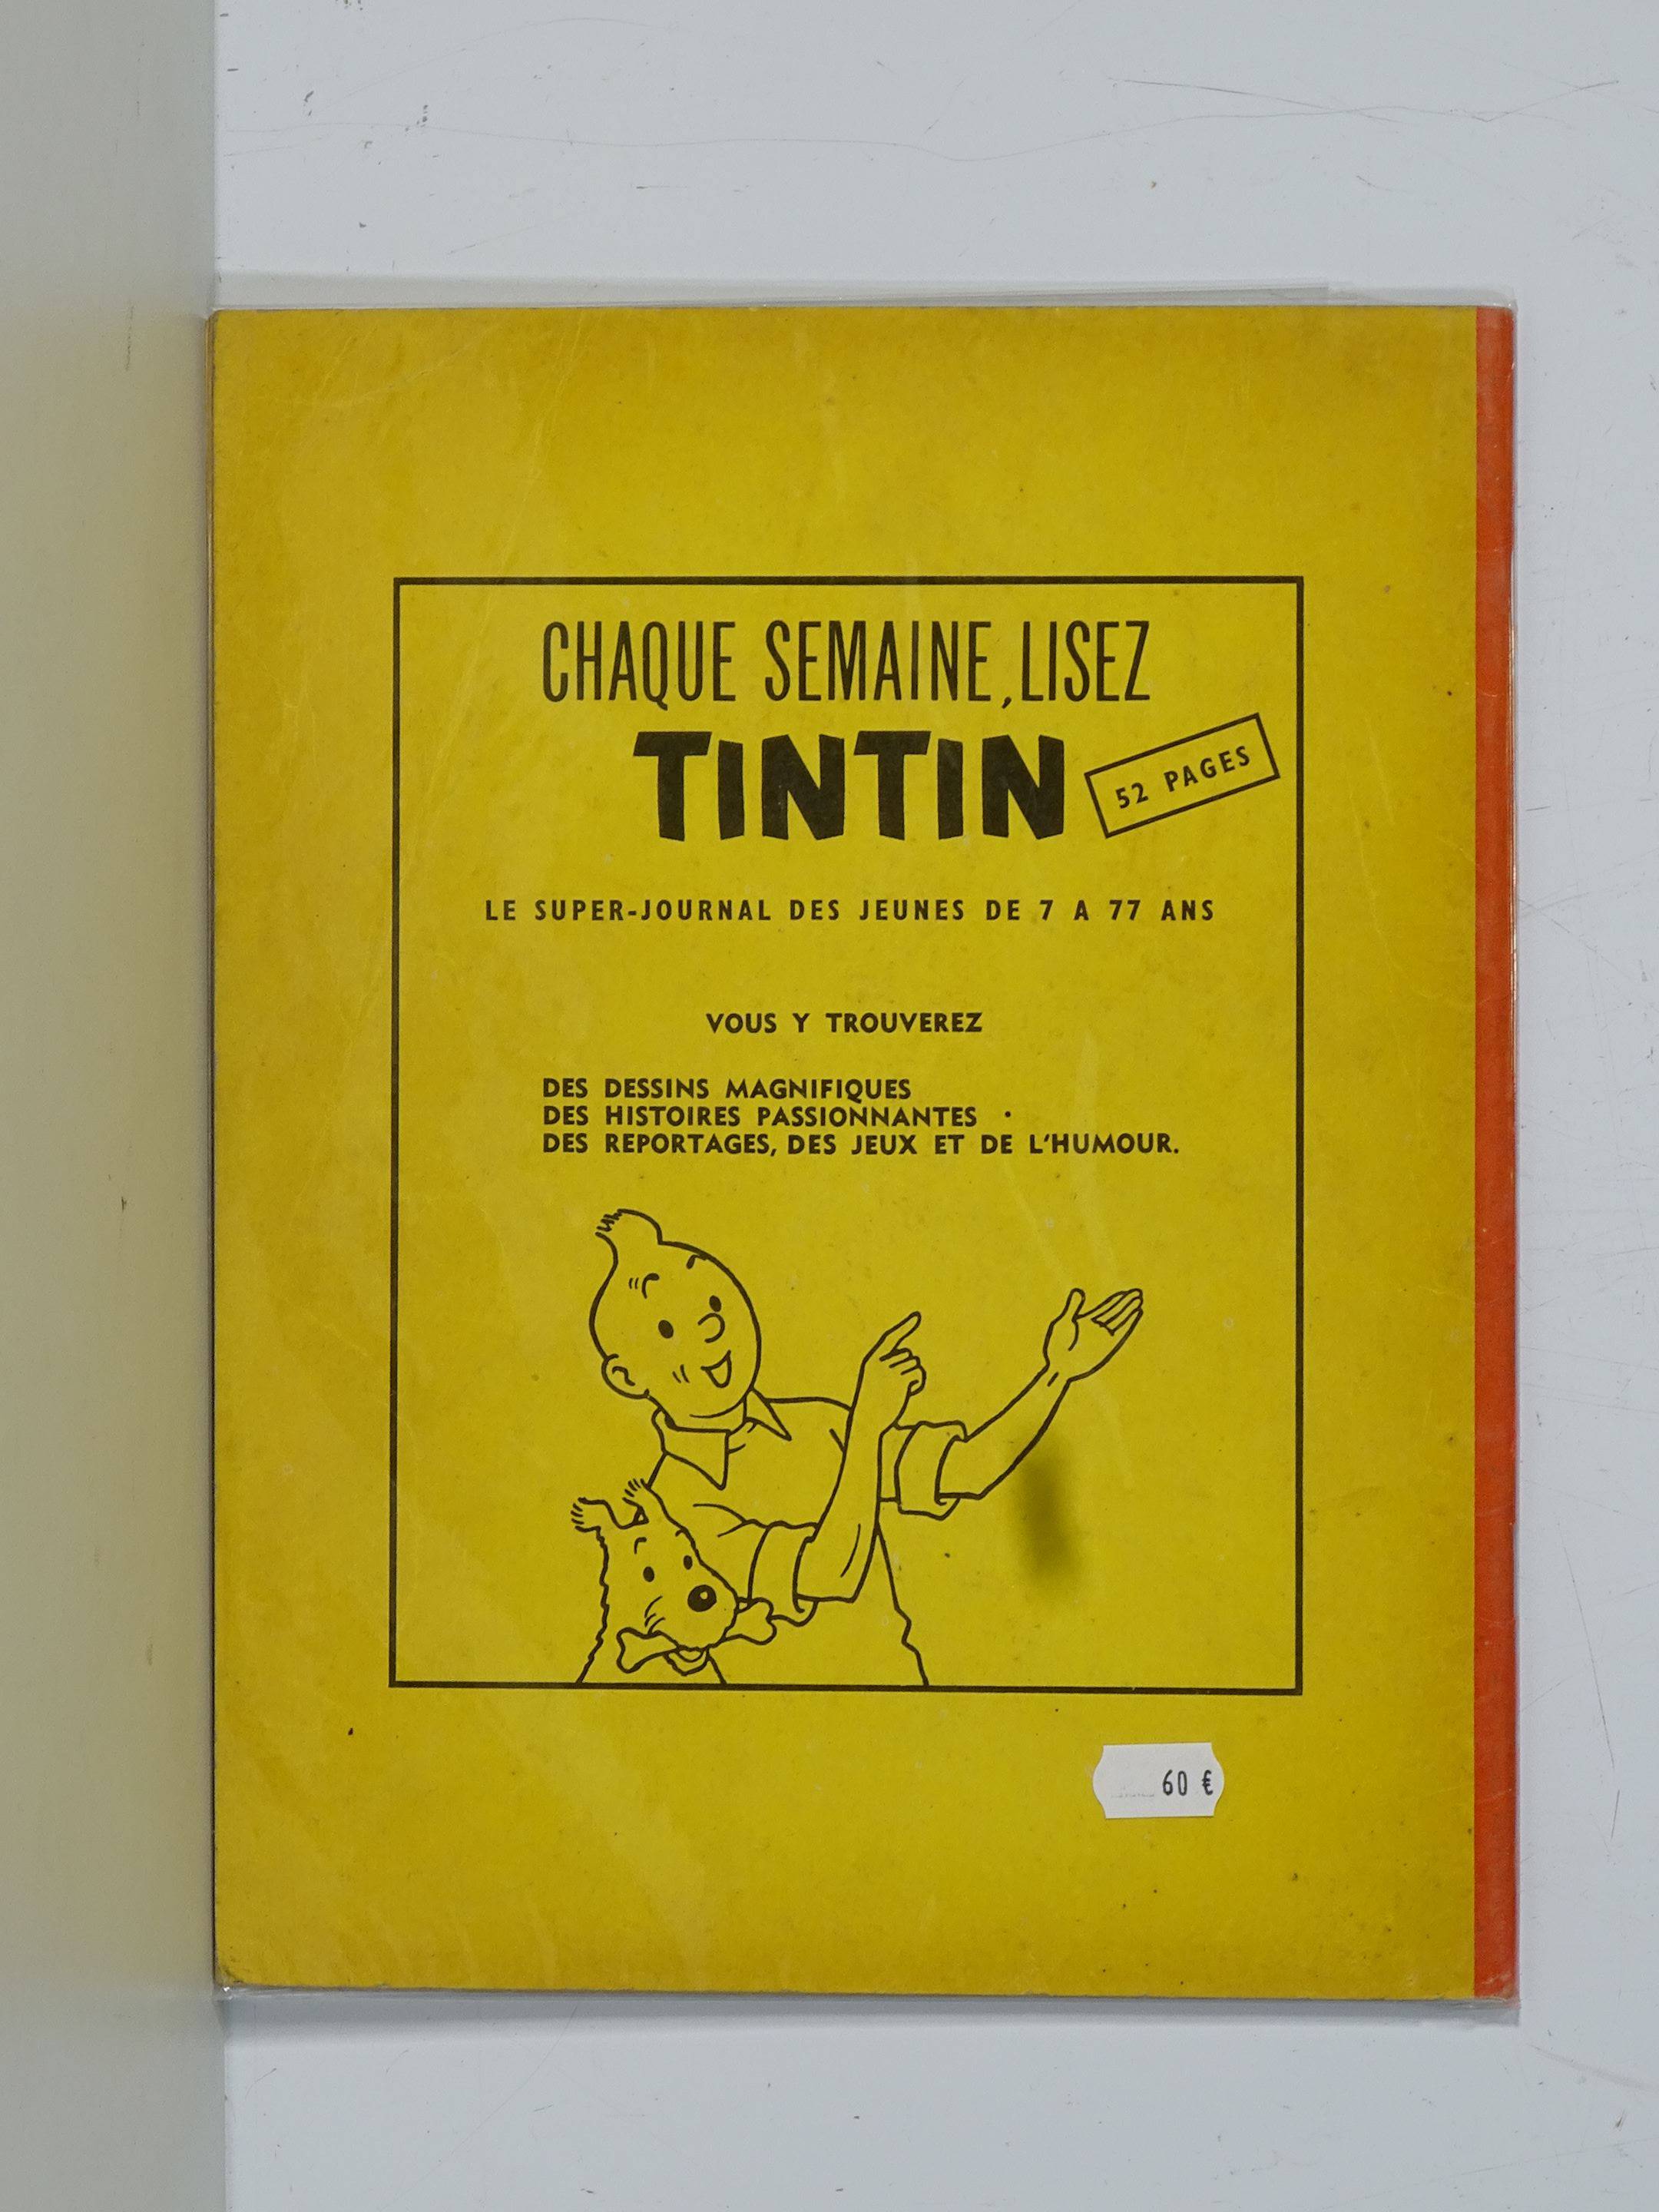 CHAQUE SEMAINE, LISEZ
TINTIN
52 PAGES
LE SUPER-JOURNAL DES JEUNES DE 7 A 77 ANS
VOUS Y TROUVEREZ
DES DESSINS MAGNIFIQUES
DES HISTOIRES PASSIONNANTES
DES REPORTAGES, DES JEUX ET DE L'HUMOUR.
60 €